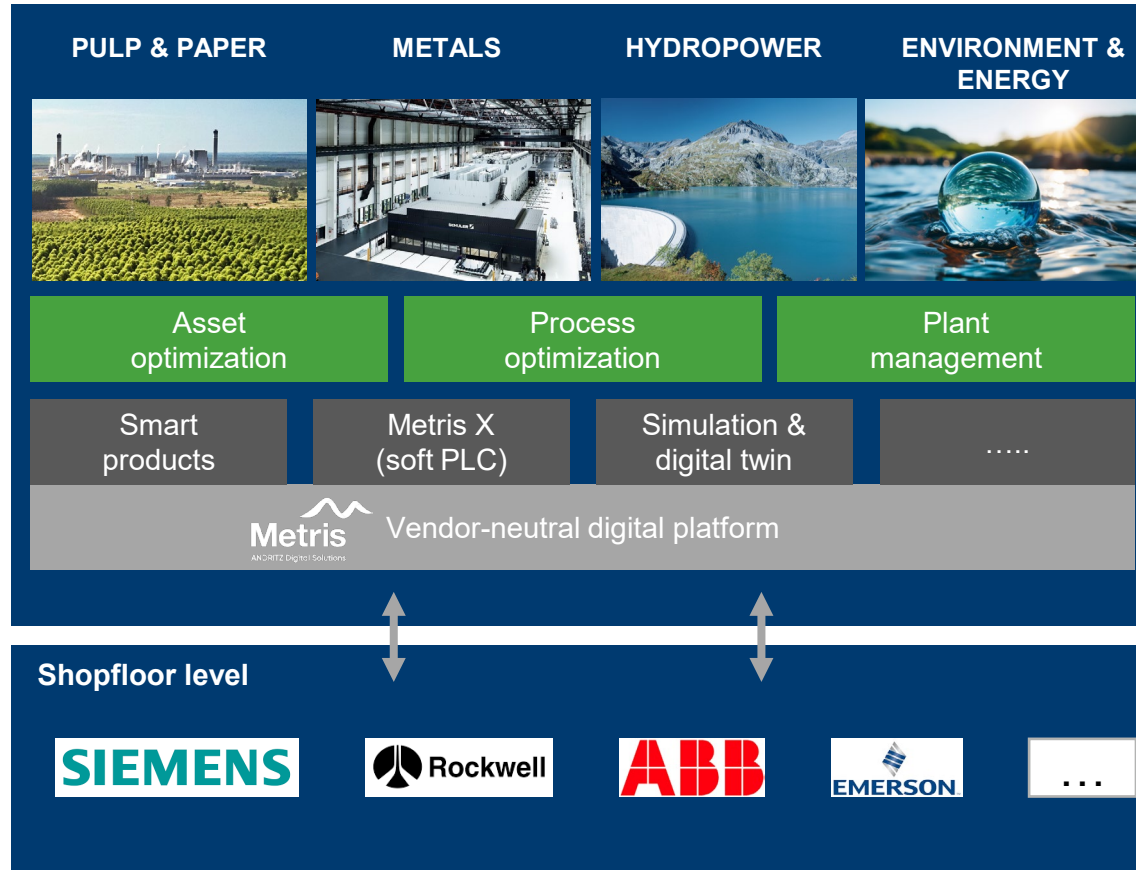 PULP & PAPER
METALS
HYDROPOWER
ENVIRONMENT &
ENERGY
SCHULER
Asset
optimization
Process
optimization
Plant
management
Smart
products
Metris X
(soft PLC)
Simulation &
digital twin
.....
Metris
ANDRITZ Digital Solutions
Vendor-neutral digital platform
Shopfloor level
SIEMENS
Rockwell
ABB
EMERSON
...